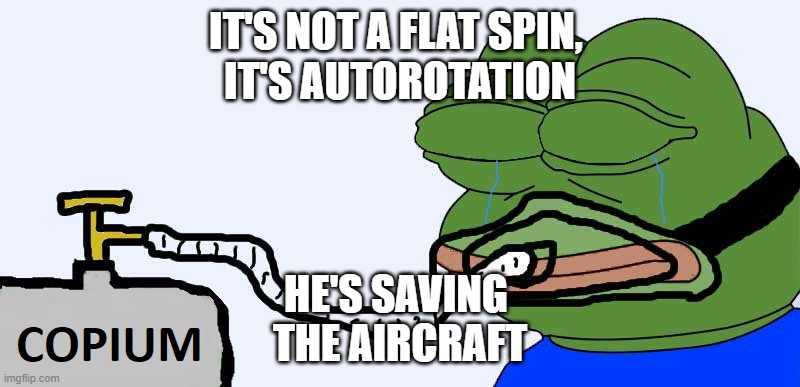 IT'S NOT A FLAT SPIN,
IT'S AUTOROTATION
HE'S SAVING
THE AIRCRAFT
COPIUM
imgflip.com